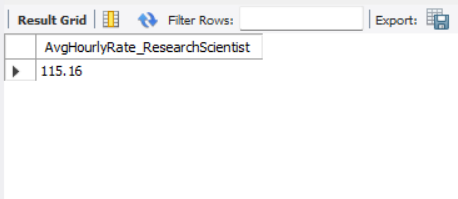 Result Grid Filter Rows: Export:
AvgHourlyRate_ResearchScientist
115.16